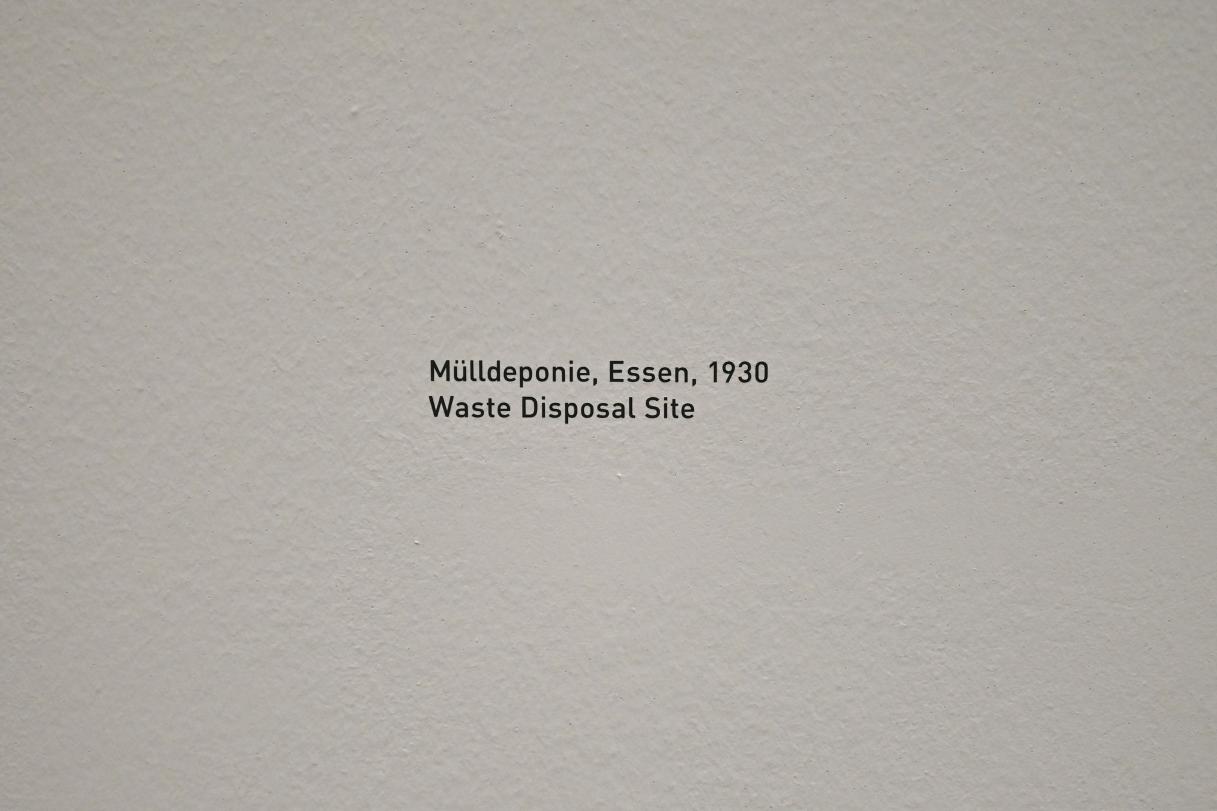 Mülldeponie, Essen, 1930
Waste Disposal Site